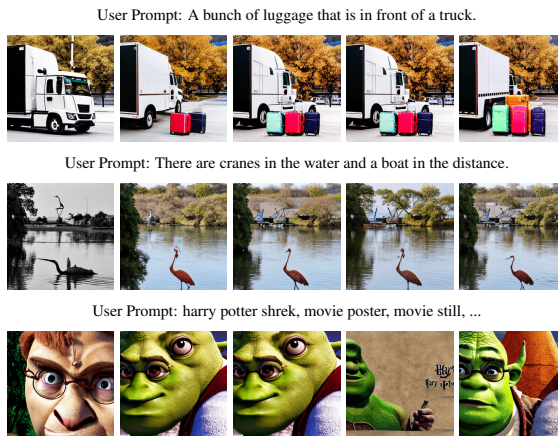 User Prompt: A bunch of luggage that is in front of a truck.
User Prompt: There are cranes in the water and a boat in the distance.
User Prompt: harry potter shrek, movie poster, movie still, ...